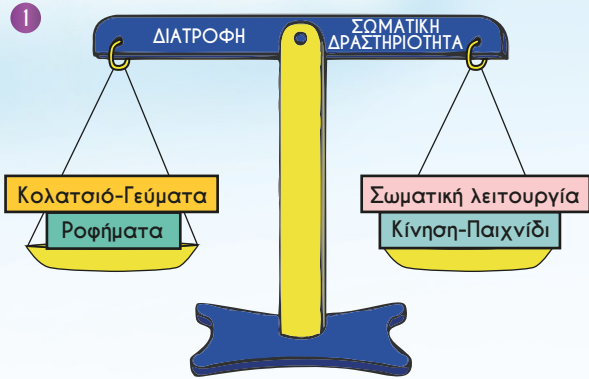 1
ΔΙΑΤΡΟΦΗ
ΣΩΜΑΤΙΚΗ
ΔΡΑΣΤΗΡΙΟΤΗΤΑ
Κολατσιό-Γεύματα
Ροφήματα
Σωματική λειτουργία
Κίνηση-Παιχνίδι